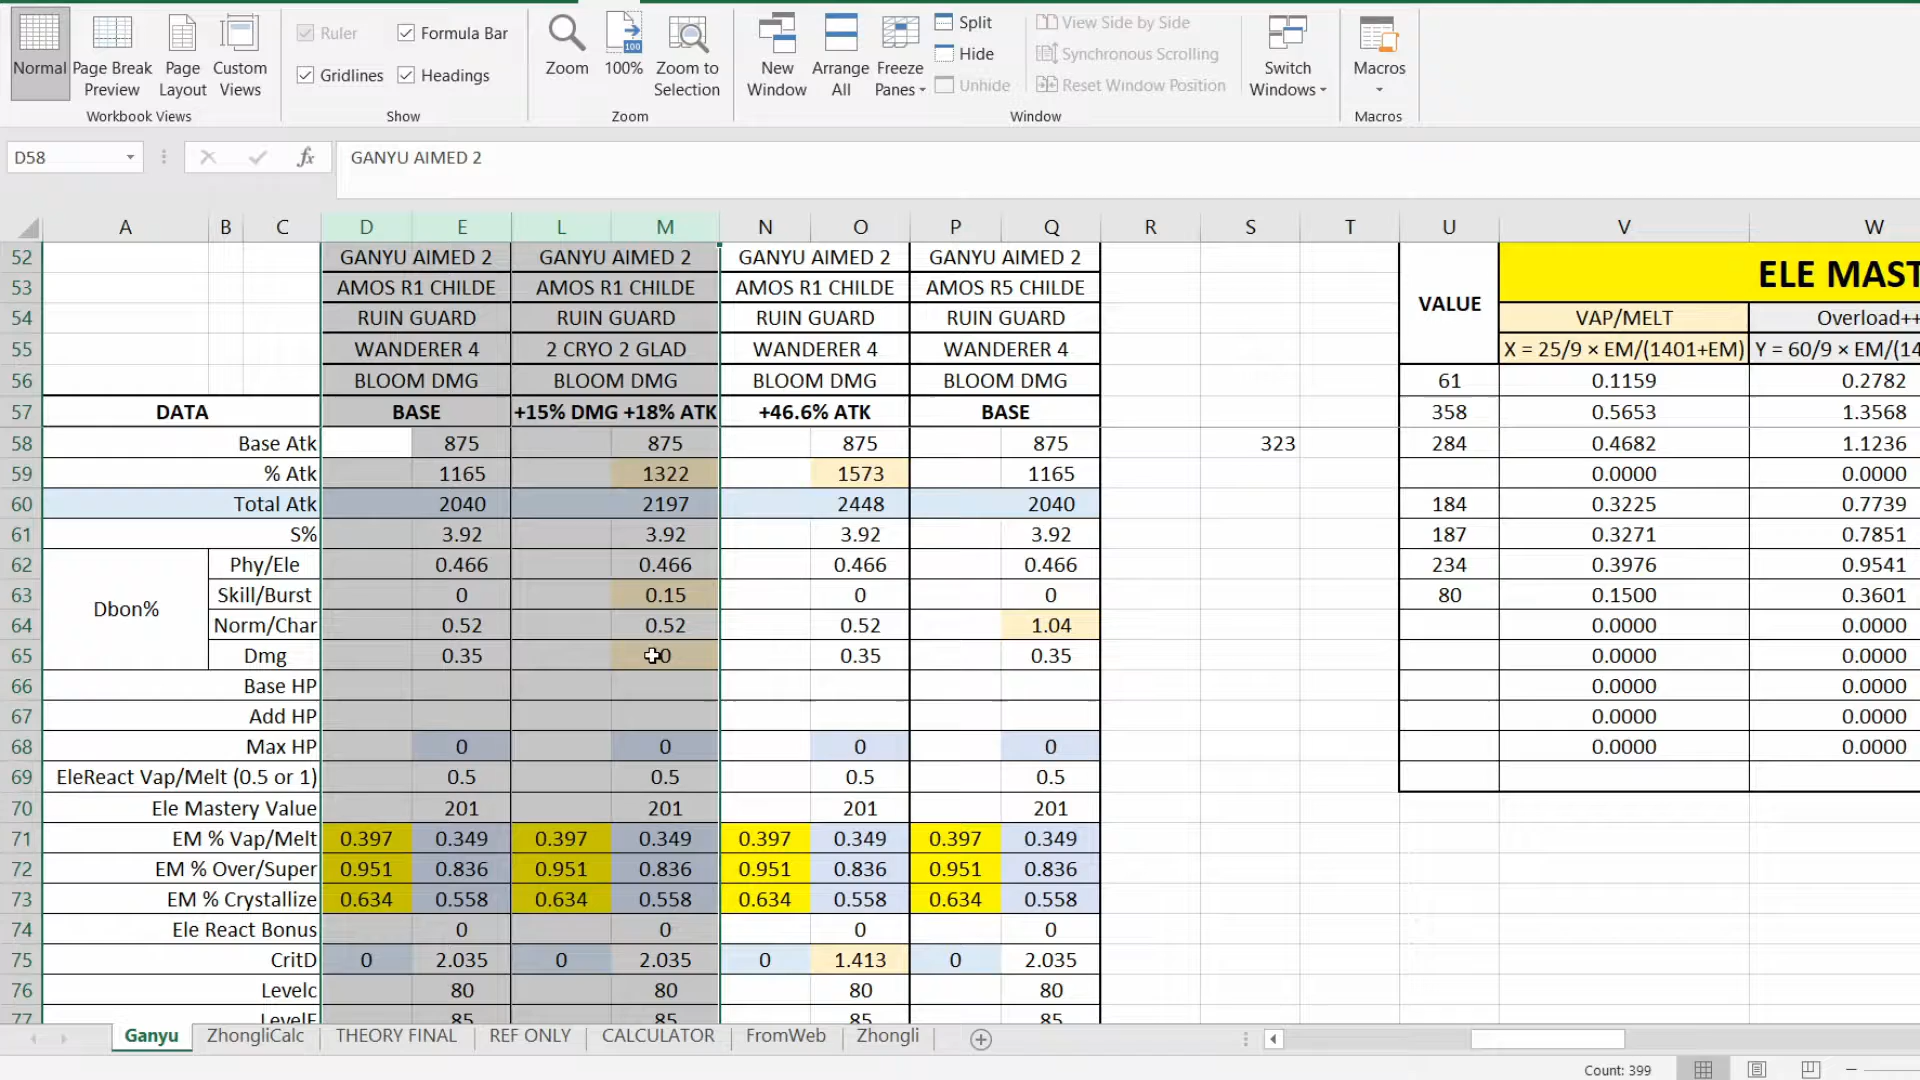 Normal
Page Break Preview
Page Layout
Custom Views
Workbook Views
Ruler
Formula Bar
Gridlines
Headings
Show
Zoom
100%
Zoom to Selection
Zoom
New Window
Arrange All
Freeze Panes
Split
Hide
Unhide
View Side by Side
Synchronous Scrolling
Reset Window Position
Window
Switch Windows
Macros
Macros
D58
fx
GANYU AIMED 2
A B C D E L M N O P Q R S T U V W
52 GANYU AIMED 2 GANYU AIMED 2 GANYU AIMED 2 GANYU AIMED 2 VALUE ELE MAST
53 AMOS R1 CHILDE AMOS R1 CHILDE AMOS R1 CHILDE AMOS R5 CHILDE
54 RUIN GUARD RUIN GUARD RUIN GUARD RUIN GUARD VAP/MELT Overload++
55 WANDERER 4 2 CRYO 2 GLAD WANDERER 4 WANDERER 4 X = 25/9 × EM/(1401+EM) Y = 60/9 × EM/(14
56 BLOOM DMG BLOOM DMG BLOOM DMG BLOOM DMG 61 0.1159 0.2782
57 DATA BASE +15% DMG +18% ATK +46.6% ATK BASE 358 0.5653 1.3568
58 Base Atk 875 875 875 875 323 284 0.4682 1.1236
59 % Atk 1165 1322 1573 1165 0.0000 0.0000
60 Total Atk 2040 2197 2448 2040 184 0.3225 0.7739
61 S% 3.92 3.92 3.92 3.92 187 0.3271 0.7851
62 Phy/Ele 0.466 0.466 0.466 0.466 234 0.3976 0.9541
63 Dbon% Skill/Burst 0 0.15 0 0 80 0.1500 0.3601
64 Norm/Char 0.52 0.52 0.52 1.04 0.0000 0.0000
65 Dmg 0.35 0 0.35 0.35 0.0000 0.0000
66 Base HP 0.0000 0.0000
67 Add HP 0.0000 0.0000
68 Max HP 0 0 0 0 0.0000 0.0000
69 EleReact Vap/Melt (0.5 or 1) 0.5 0.5 0.5 0.5
70 Ele Mastery Value 201 201 201 201
71 EM % Vap/Melt 0.397 0.349 0.397 0.349 0.397 0.349 0.397 0.349
72 EM % Over/Super 0.951 0.836 0.951 0.836 0.951 0.836 0.951 0.836
73 EM % Crystallize 0.634 0.558 0.634 0.558 0.634 0.558 0.634 0.558
74 Ele React Bonus 0 0 0 0
75 CritD 0 2.035 0 2.035 0 1.413 0 2.035
76 Levelc 80 80 80 80
77 LevelE 85 85 85 85
Ganyu ZhongliCalc THEORY FINAL REF ONLY CALCULATOR FromWeb Zhongli
Count: 399